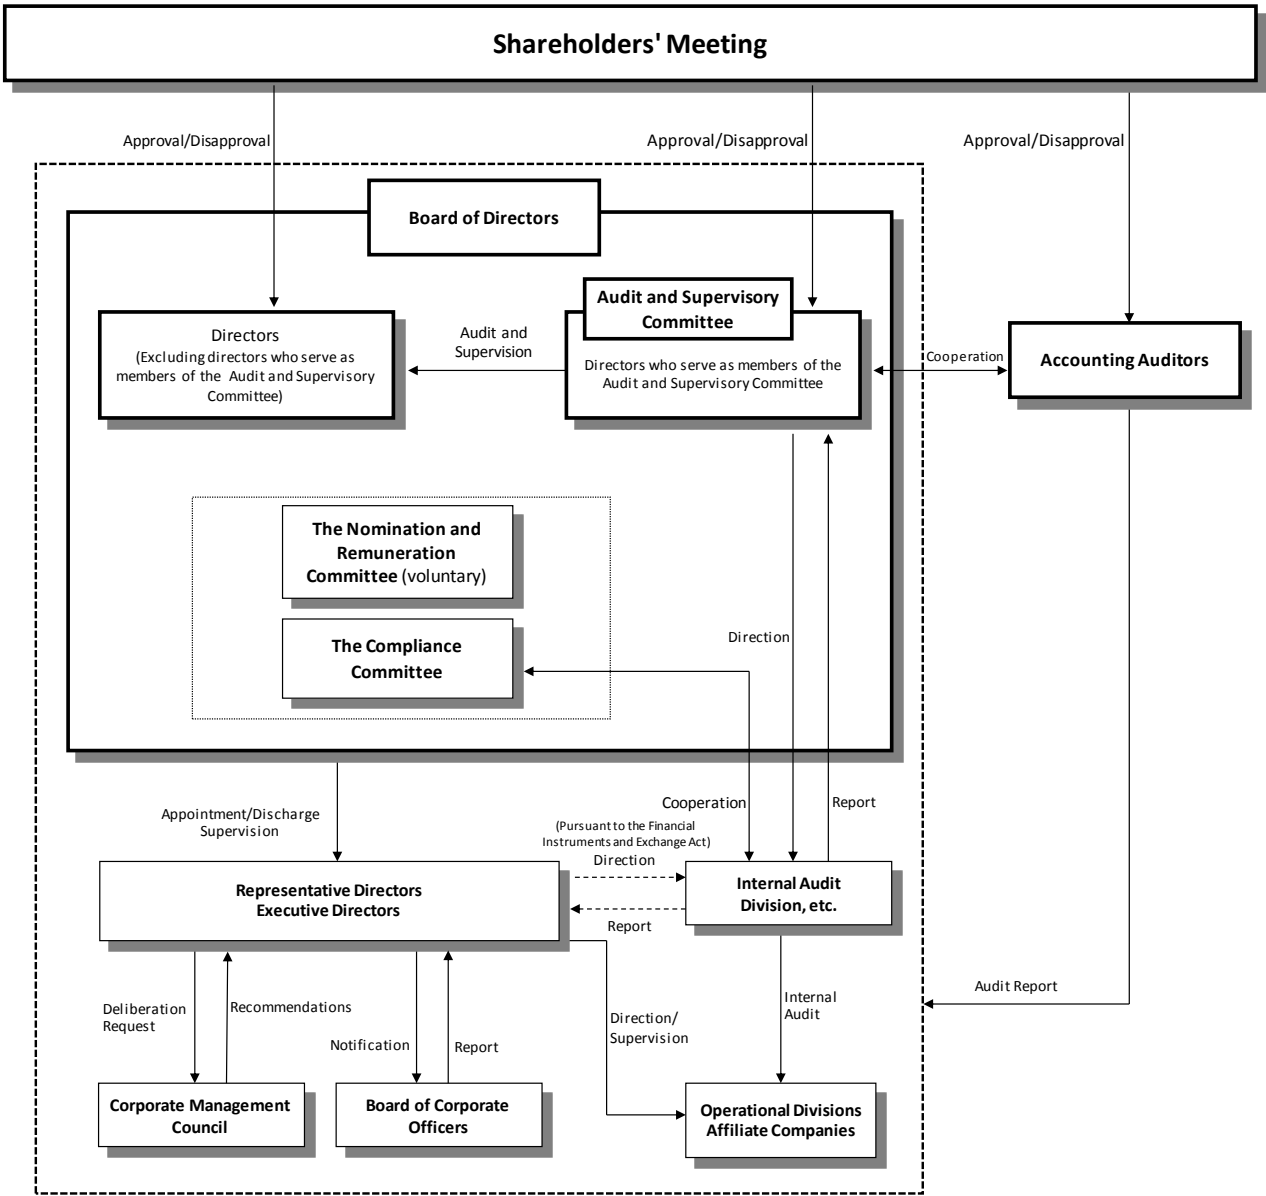 Shareholders' Meeting
Approval/Disapproval
Approval/Disapproval
Approval/Disapproval
Board of Directors
Audit and Supervisory
Committee
Directors
(Excluding directors who serve as
members of the Audit and Supervisory
Committee)
Audit and
Supervision
Directors who serve as members of the
Audit and Supervisory Committee
Cooperation
Accounting Auditors
The Nomination and
Remuneration
Committee (voluntary)
The Compliance
Committee
Direction
Cooperation
Report
Appointment/Discharge
Supervision
(Pursuant to the Financial
Instruments and Exchange Act)
Direction
Representative Directors
Executive Directors
Internal Audit
Division, etc.
Report
Audit Report
Deliberation
Request
Recommendations
Notification
Report
Direction/
Supervision
Internal
Audit
Corporate Management
Council
Board of Corporate
Officers
Operational Divisions
Affiliate Companies